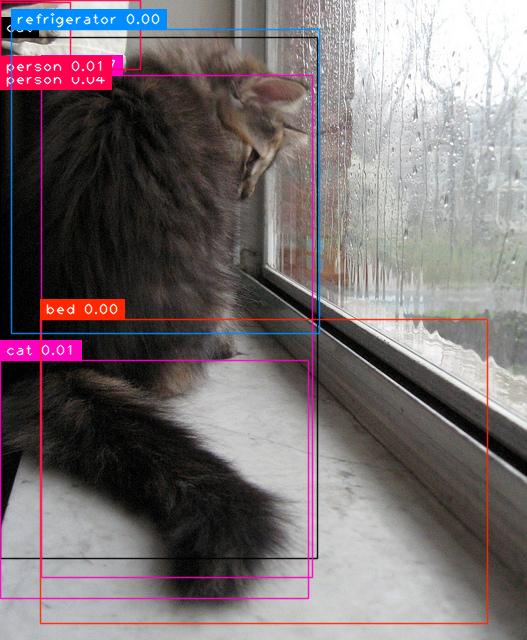 refrigerator 0.00
person 0.01
person 0.04
bed 0.00
cat 0.01